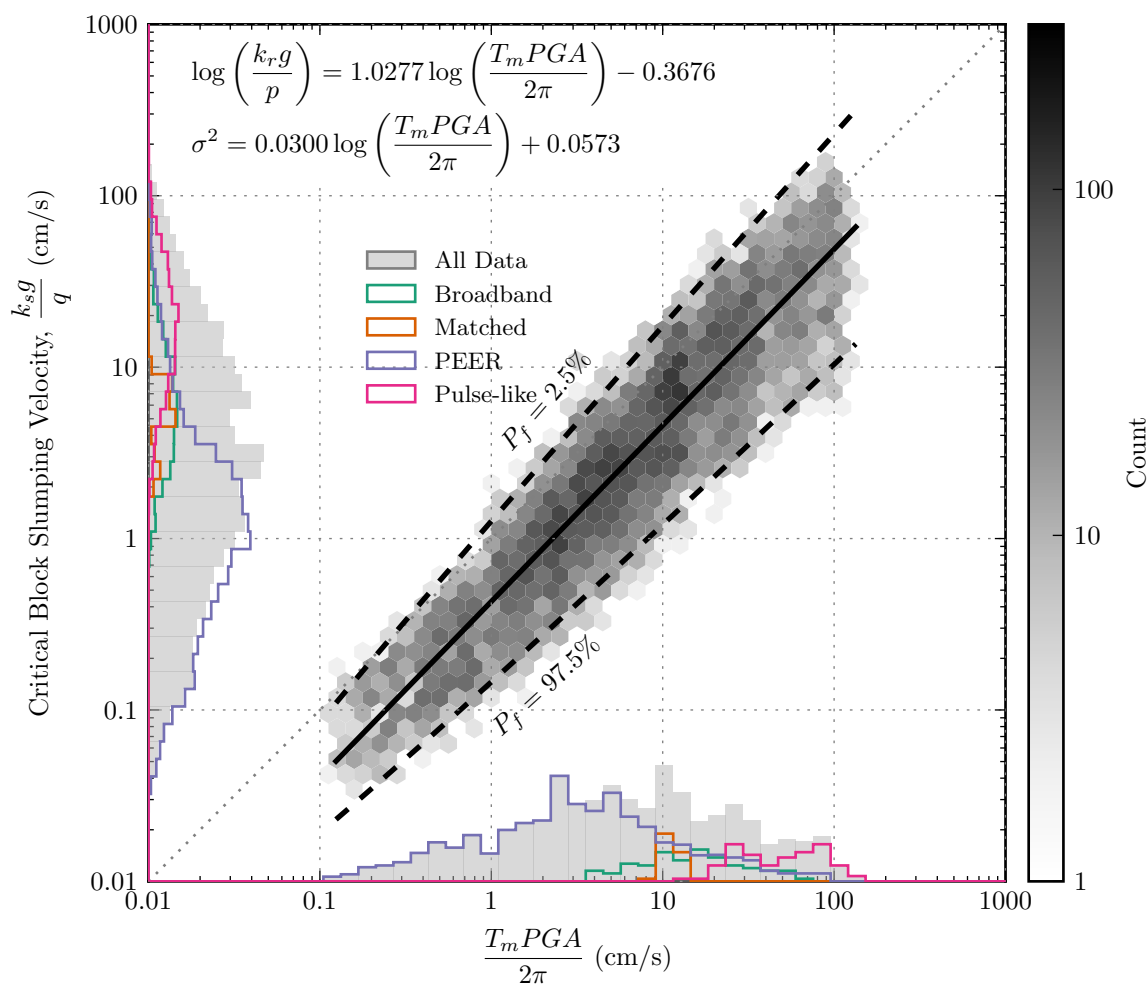 log (k_r g / p) = 1.0277 log (T_m PGA / 2π) − 0.3676
σ² = 0.0300 log (T_m PGA / 2π) + 0.0573
1000
100
10
1
0.1
0.01
Critical Block Slumping Velocity, k_s g / q (cm/s)
All Data
Broadband
Matched
PEER
Pulse-like
P_f = 2.5%
P_f = 97.5%
0.01 0.1 1 10 100 1000
T_m PGA / 2π (cm/s)
100
10
1
Count